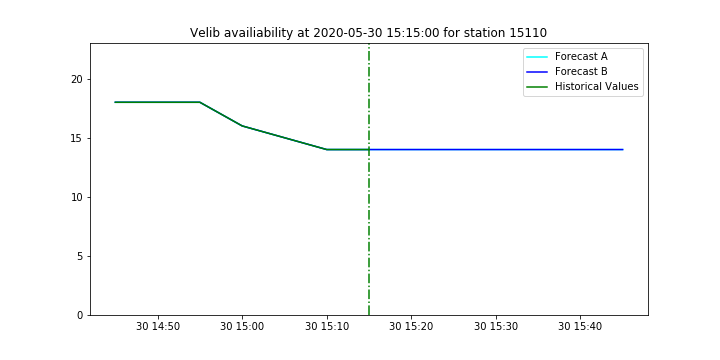 Velib availiability at 2020-05-30 15:15:00 for station 15110
Forecast A
Forecast B
Historical Values
20
15
10
5
0
30 14:50 30 15:00 30 15:10 30 15:20 30 15:30 30 15:40